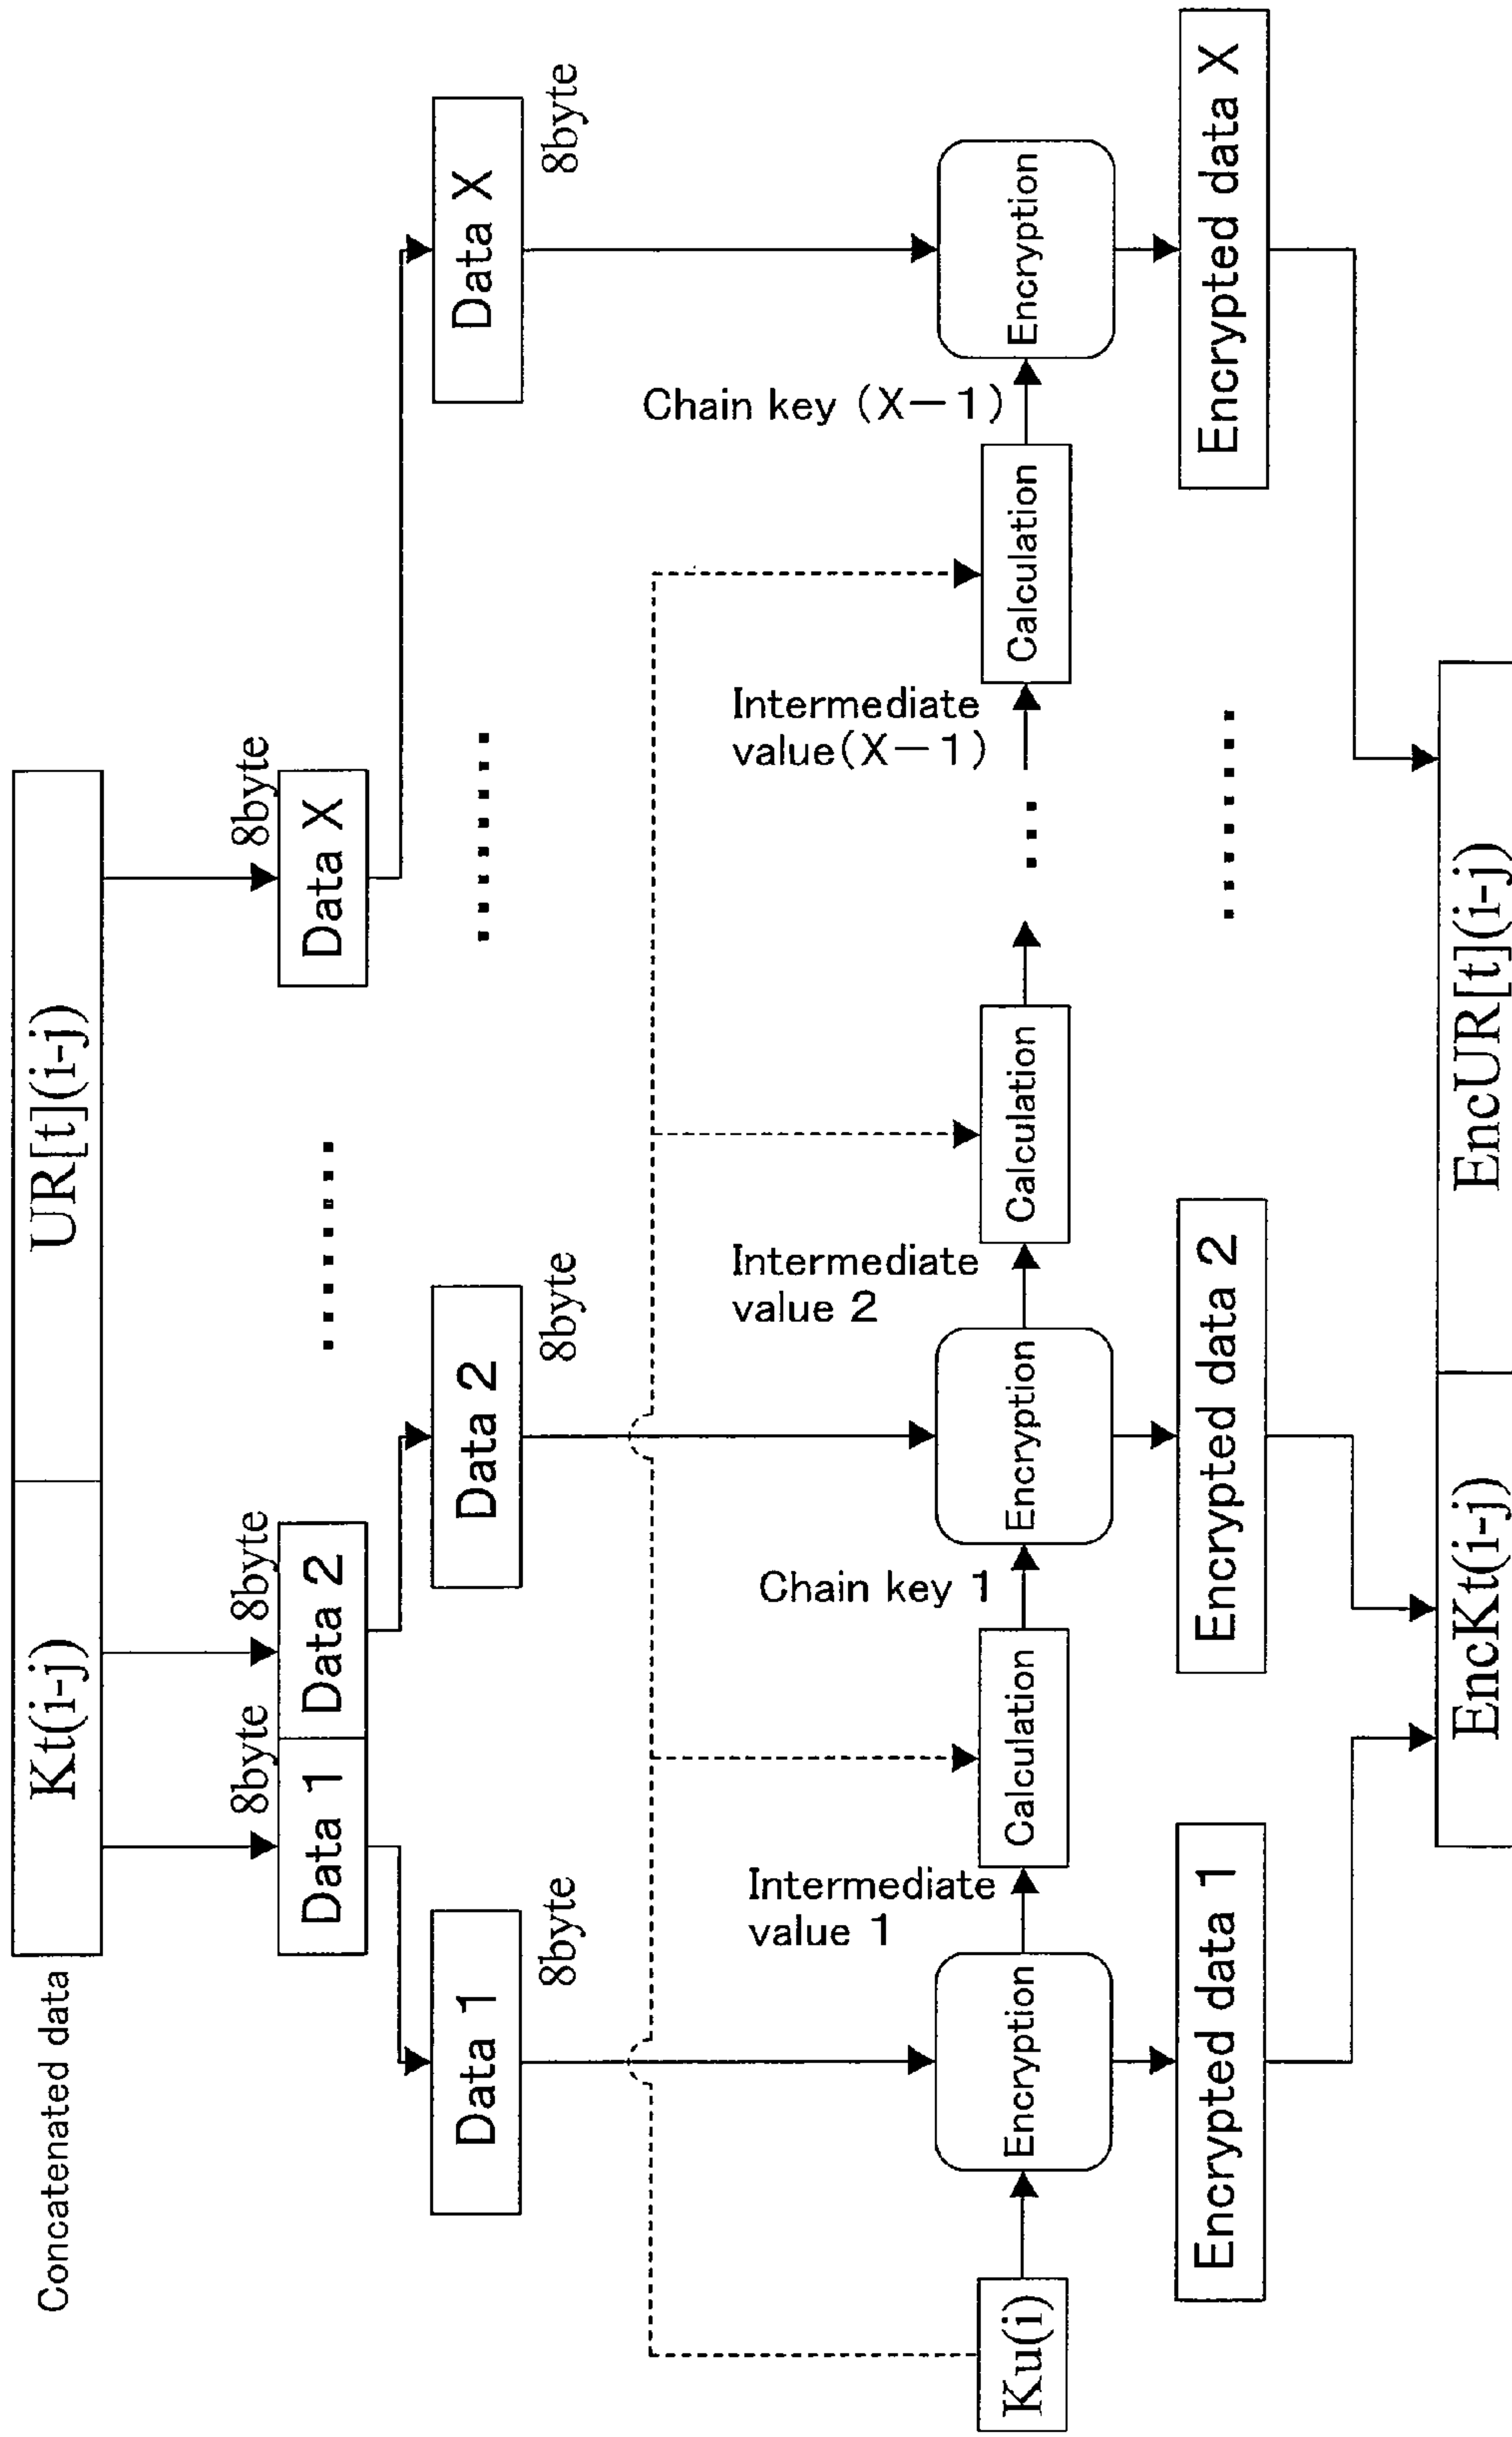 Concatenated data
Kt(i-j)
UR[t](i-j)
8byte
8byte
8byte
Data 1
Data 2
Data X
Data 1
Data 2
Data X
8byte
8byte
8byte
Intermediate
value 1
Chain key 1
Intermediate
value 2
Intermediate
value(X−1)
Chain key (X−1)
Ku(i)
Encryption
Calculation
Encryption
Calculation
Calculation
Encryption
Encrypted data 1
Encrypted data 2
Encrypted data X
EncKt(i-j)
EncUR[t](i-j)